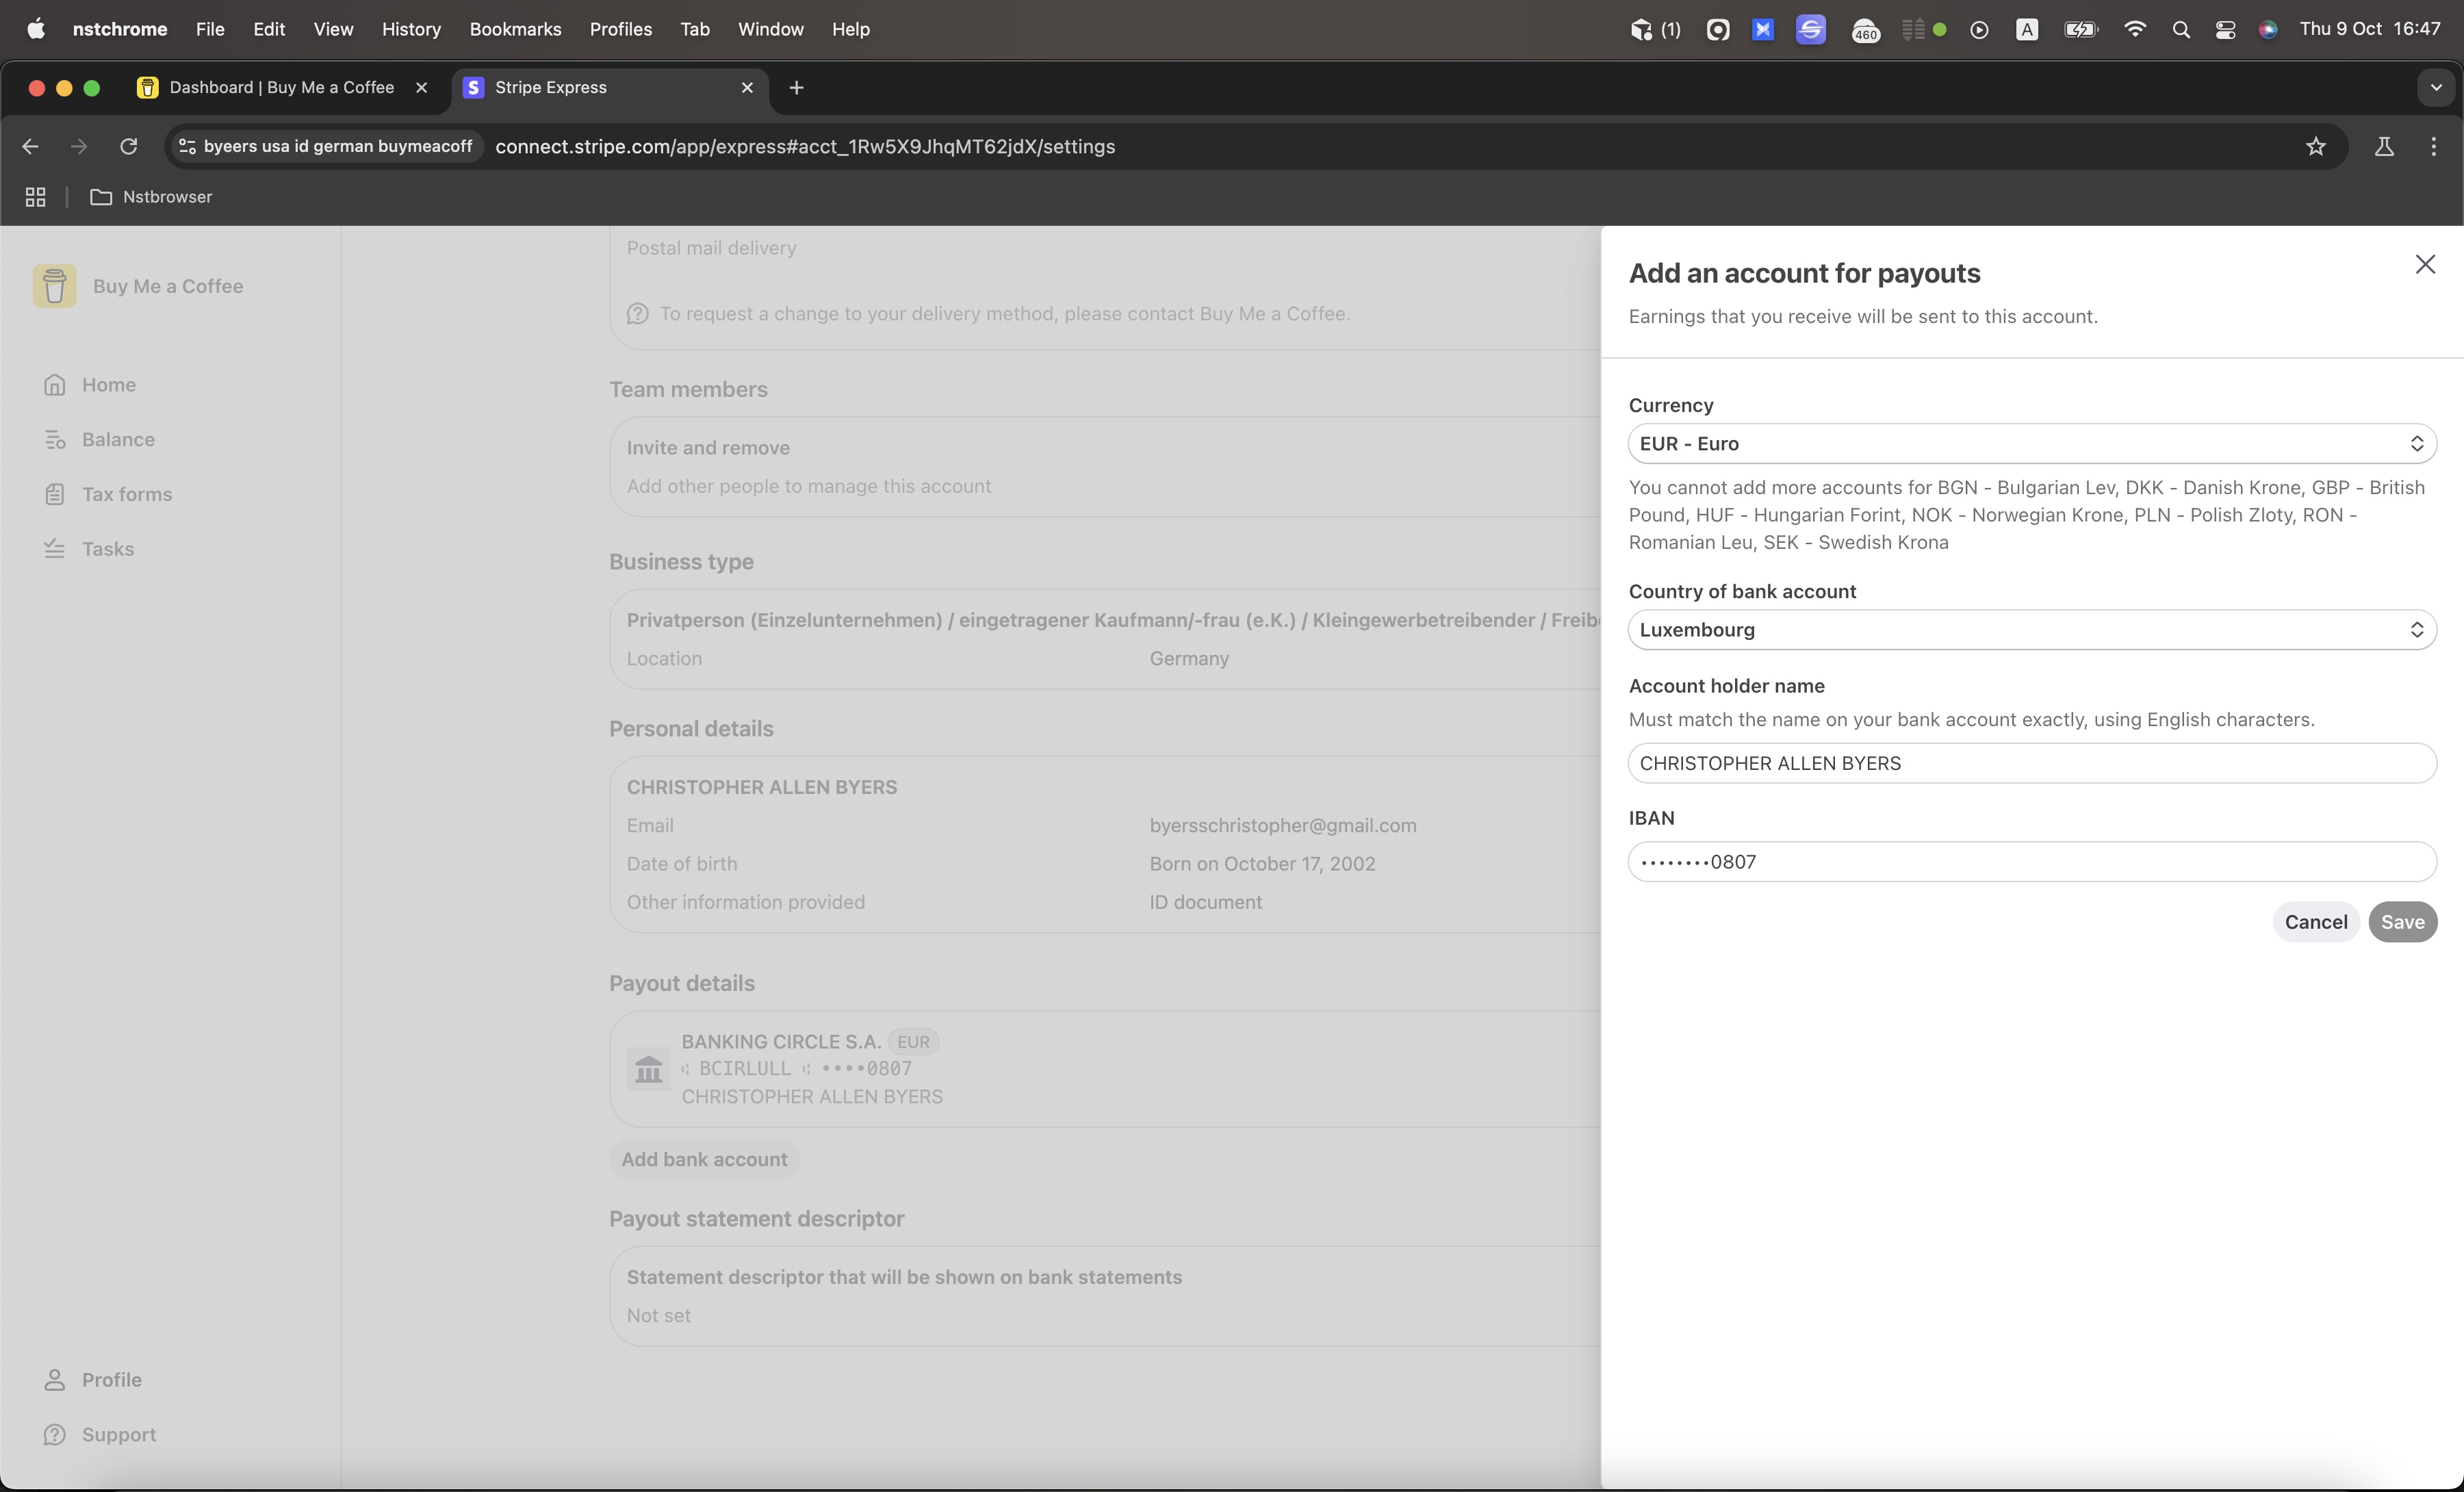 nstchrome File Edit View History Bookmarks Profiles Tab Window Help (1) 460 A Thu 9 Oct 16:47
Dashboard | Buy Me a Coffee Stripe Express
byeers usa id german buymeacoff connect.stripe.com/app/express#acct_1Rw5X9JhqMT62jdX/settings
Nstbrowser
Buy Me a Coffee
Home
Balance
Tax forms
Tasks
Profile
Support
Postal mail delivery
To request a change to your delivery method, please contact Buy Me a Coffee.
Team members
Invite and remove
Add other people to manage this account
Business type
Privatperson (Einzelunternehmen) / eingetragener Kaufmann/-frau (e.K.) / Kleingewerbetreibender /
Location Germany
Personal details
CHRISTOPHER ALLEN BYERS
Email byersschristopher@gmail.com
Date of birth Born on October 17, 2002
Other information provided ID document
Payout details
BANKING CIRCLE S.A. EUR
⑆ BCIRLULL ⑆ ••••0807
CHRISTOPHER ALLEN BYERS
Add bank account
Payout statement descriptor
Statement descriptor that will be shown on bank statements
Not set
Add an account for payouts
Earnings that you receive will be sent to this account.
Currency
EUR - Euro
You cannot add more accounts for BGN - Bulgarian Lev, DKK - Danish Krone, GBP - British
Pound, HUF - Hungarian Forint, NOK - Norwegian Krone, PLN - Polish Zloty, RON -
Romanian Leu, SEK - Swedish Krona
Country of bank account
Luxembourg
Account holder name
Must match the name on your bank account exactly, using English characters.
CHRISTOPHER ALLEN BYERS
IBAN
••••••••0807
Cancel Save